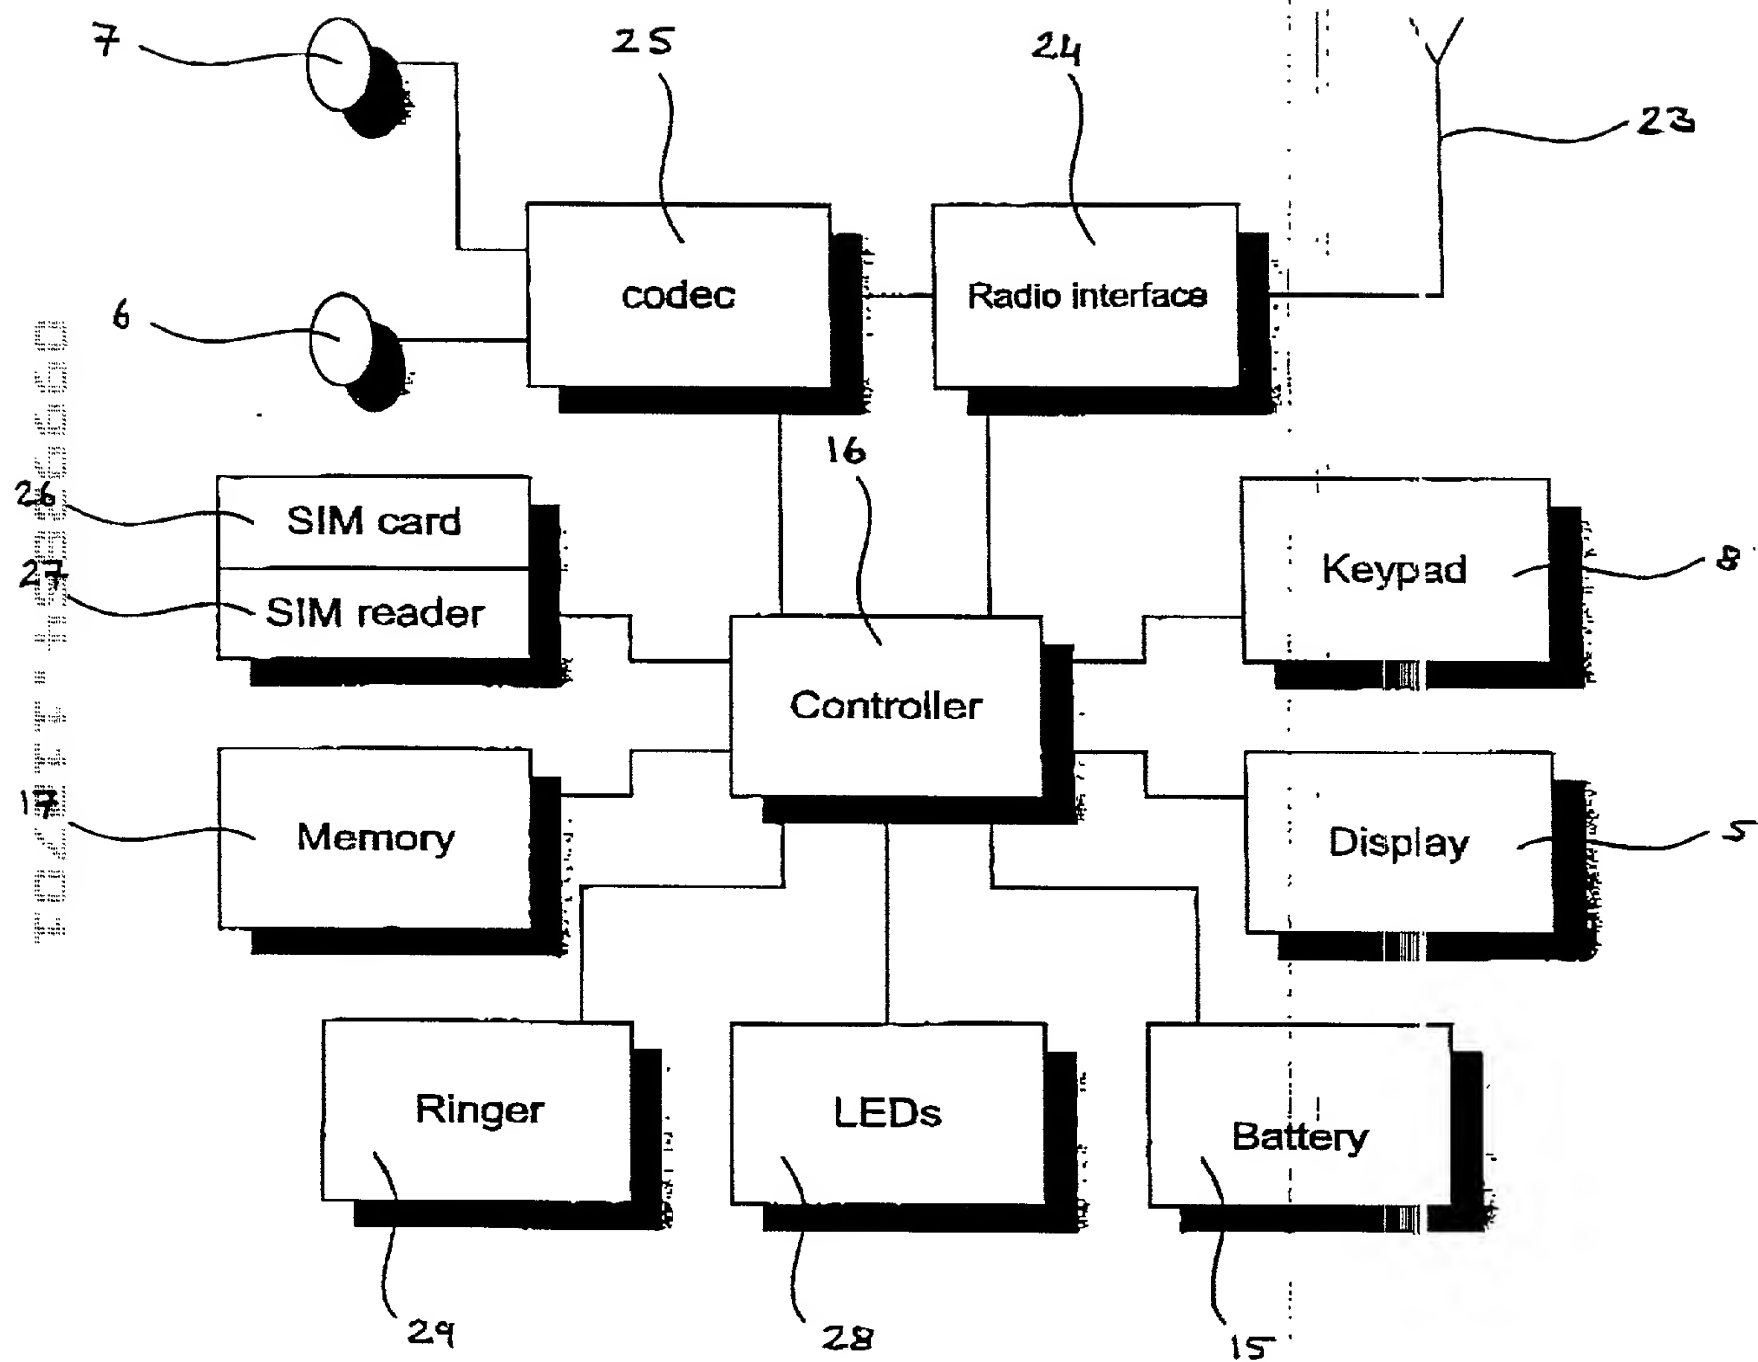 7
25
24
23
codec
Radio interface
6
16
26
SIM card
Keypad
8
27
SIM reader
Controller
17
Memory
Display
5
Ringer
LEDs
Battery
29
28
15